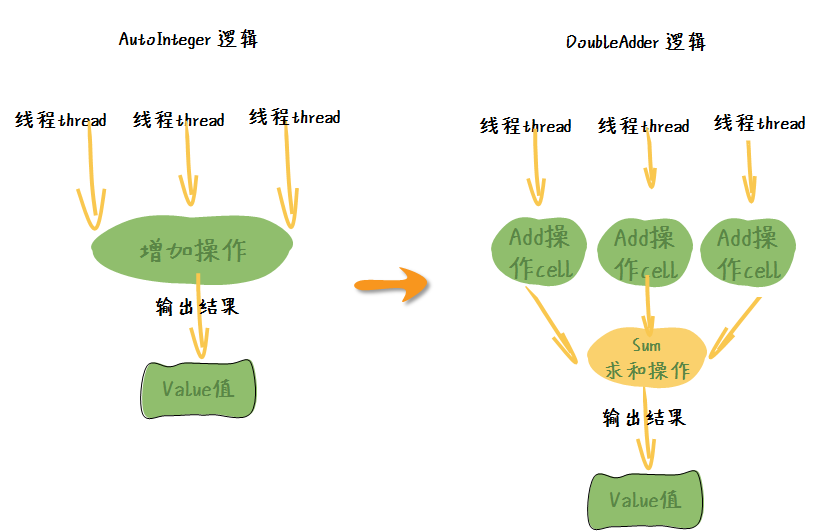 AutoInteger 逻辑
线程thread
线程thread
线程thread
增加操作
输出结果
Value值
DoubleAdder 逻辑
线程thread
线程thread
线程thread
Add操
作cell
Add操
作cell
Add操
作cell
Sum
求和操作
输出结果
Value值